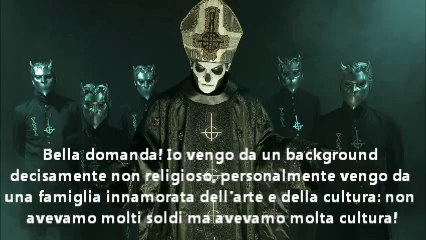 Bella domanda! Io vengo da un background
decisamente non religioso, personalmente vengo da
una famiglia innamorata dell'arte e della cultura: non
avevamo molti soldi ma avevamo molta cultura!